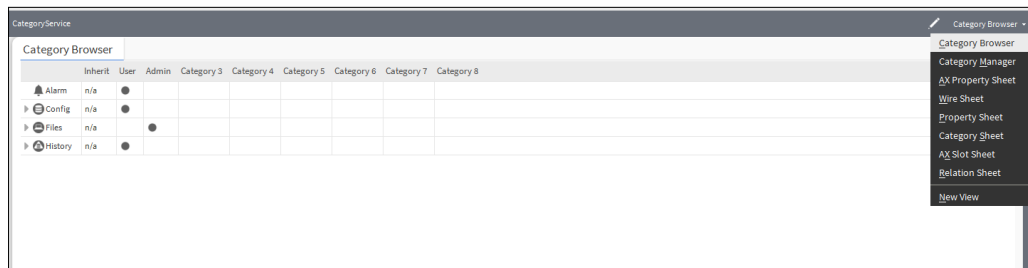 CategoryService
Category Browser
Category Browser
Inherit User Admin Category 3 Category 4 Category 5 Category 6 Category 7 Category 8
Alarm n/a
Config n/a
Files n/a
History n/a
Category Browser
Category Manager
AX Property Sheet
Wire Sheet
Property Sheet
Category Sheet
AX Slot Sheet
Relation Sheet
New View